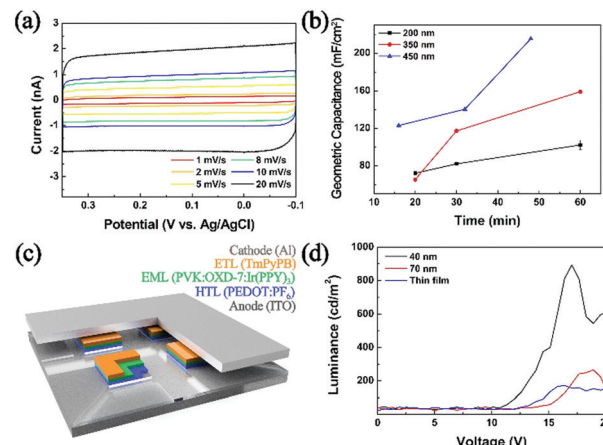 (a)
Current (nA)
3
2
1
0
-1
-2
-3
1 mV/s
8 mV/s
2 mV/s
10 mV/s
5 mV/s
20 mV/s
0.3
0.2
0.1
0.0
-0.1
Potential (V vs. Ag/AgCl)
(b)
Geometric Capacitance (mF/cm²)
200
160
120
80
200 nm
350 nm
450 nm
10
20
30
40
50
60
Time (min)
(c)
Cathode (Al)
ETL (TmPyPB)
EML (PVK:OXD-7:Ir(PPY)₃)
HTL (PEDOT:PF₆)
Anode (ITO)
(d)
Luminance (cd/m²)
1000
800
600
400
200
0
40 nm
70 nm
Thin film
0
5
10
15
Voltage (V)